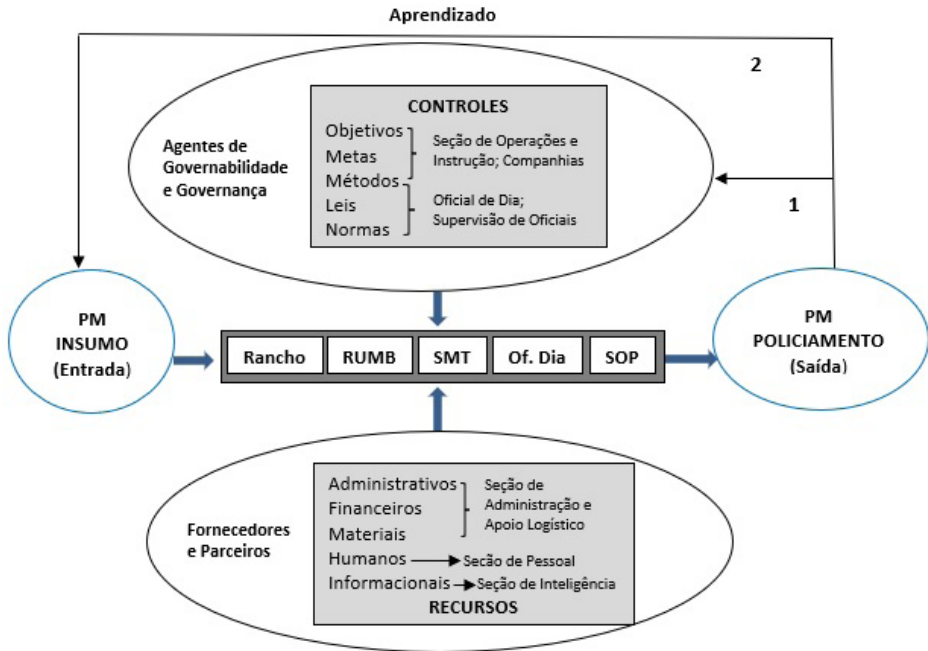 Aprendizado
2
CONTROLES
Objetivos
Metas
Métodos
Leis
Normas
Seção de Operações e
Instrução; Companhias
Oficial de Dia;
Supervisão de Oficiais
Agentes de
Governabilidade
e Governança
1
PM
INSUMO
(Entrada)
Rancho
RUMB
SMT
Of. Dia
SOP
PM
POLICIAMENTO
(Saída)
Fornecedores
e Parceiros
Administrativos
Financeiros
Materiais
Humanos
Informacionais
Seção de
Administração e
Apoio Logístico
Secão de Pessoal
Seção de Inteligência
RECURSOS